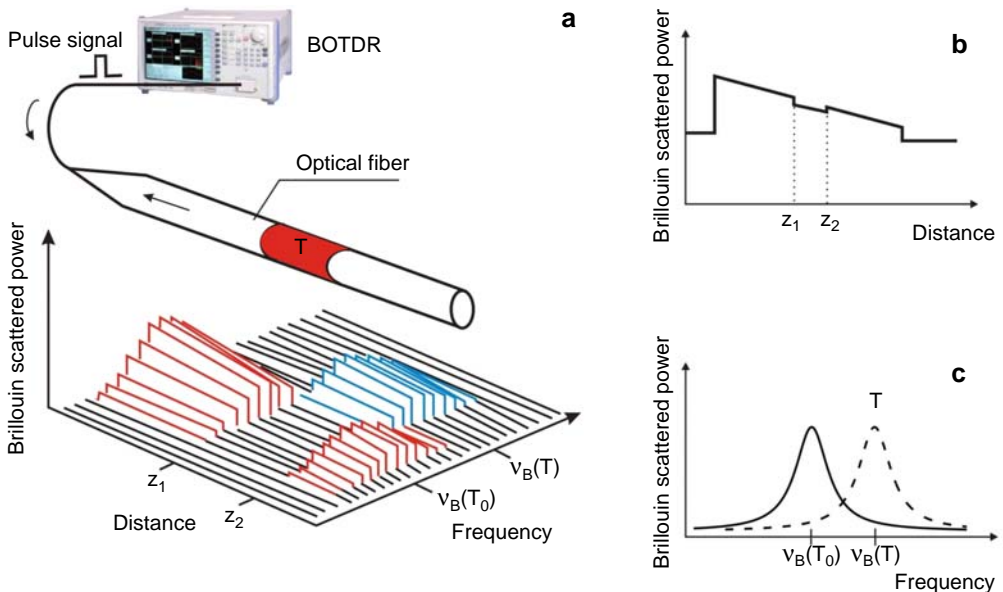 a
Pulse signal
BOTDR
Optical fiber
T
Brillouin scattered power
z1
z2
Distance
νB(T0)
νB(T)
Frequency
b
Brillouin scattered power
z1
z2
Distance
c
Brillouin scattered power
T
νB(T0)
νB(T)
Frequency